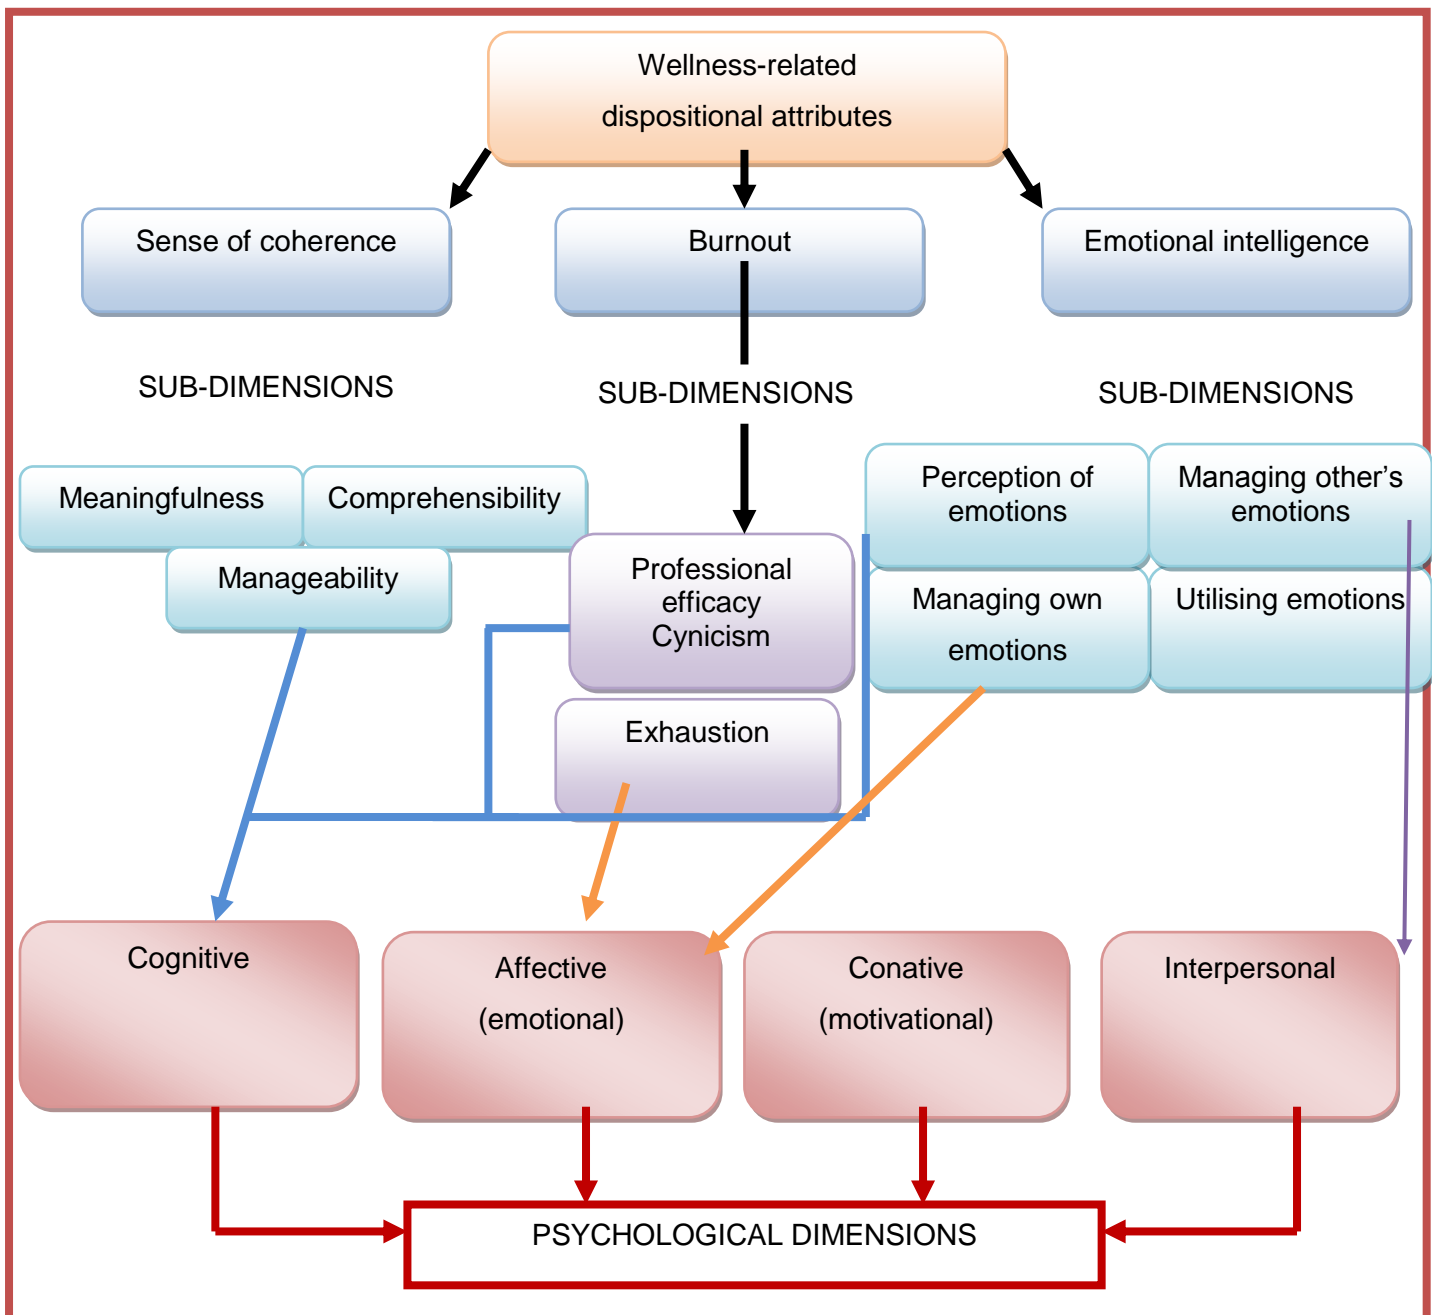 Wellness-related
dispositional attributes
Sense of coherence
Burnout
Emotional intelligence
SUB-DIMENSIONS
SUB-DIMENSIONS
SUB-DIMENSIONS
Meaningfulness
Comprehensibility
Manageability
Professional
efficacy
Cynicism
Exhaustion
Perception of
emotions
Managing other’s
emotions
Managing own
emotions
Utilising emotions
Cognitive
Affective
(emotional)
Conative
(motivational)
Interpersonal
PSYCHOLOGICAL DIMENSIONS